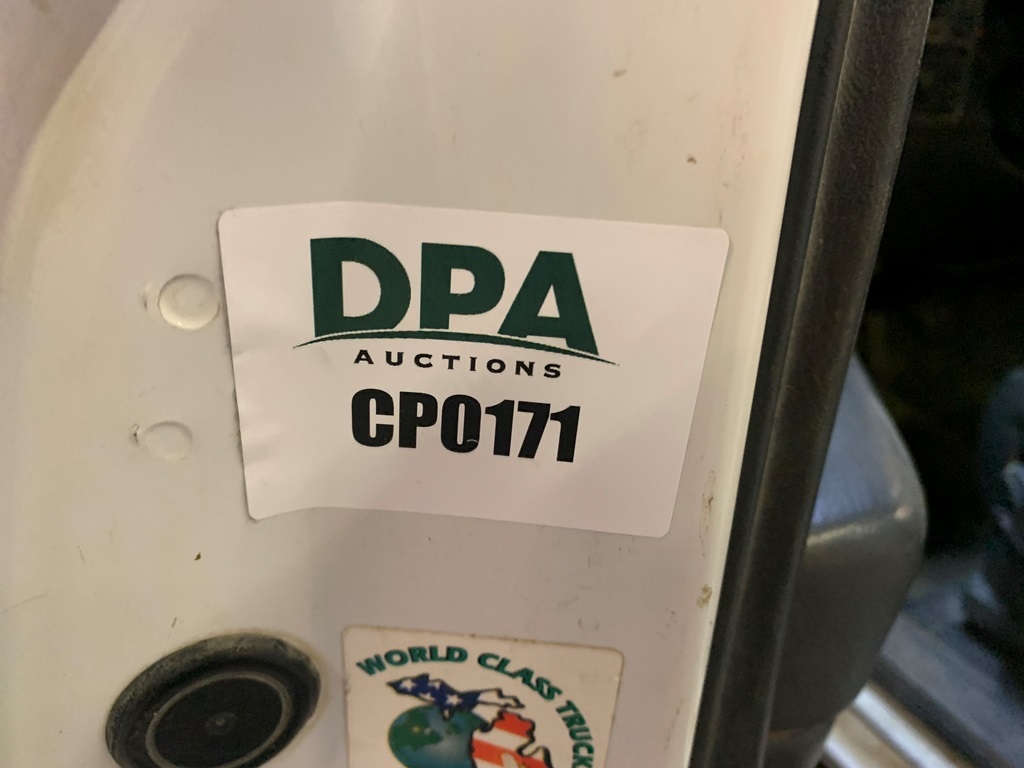 DPA
AUCTIONS
CP0171
WORLD CLASS TRUCK